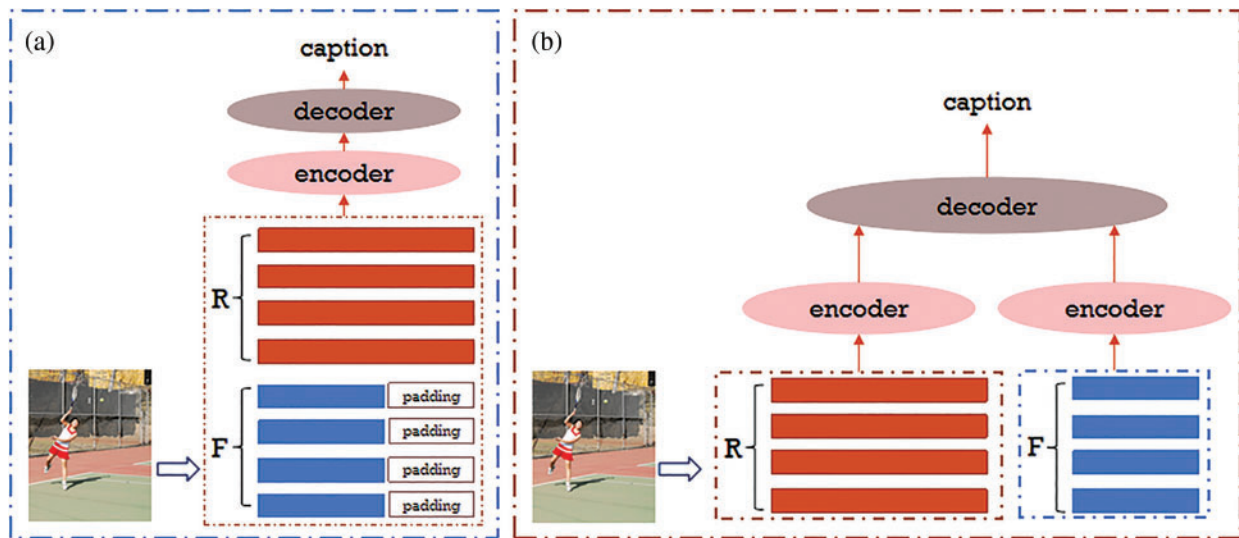 (a)
caption
decoder
encoder
R
F
padding
padding
padding
padding
(b)
caption
decoder
encoder
encoder
R
F